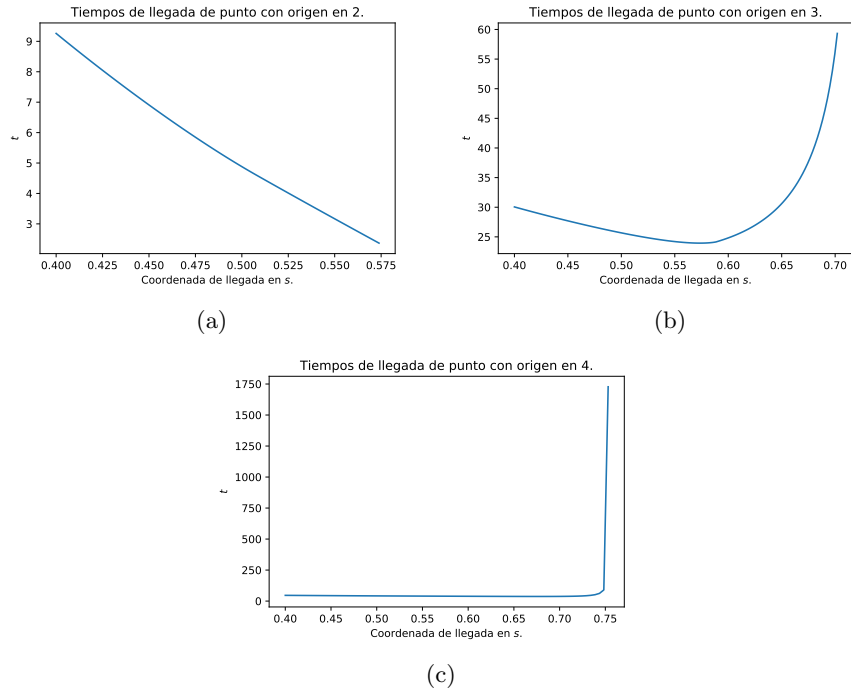 Tiempos de llegada de punto con origen en 2.
9
8
7
6
5
4
3
t
0.400 0.425 0.450 0.475 0.500 0.525 0.550 0.575
Coordenada de llegada en s.
(a)
Tiempos de llegada de punto con origen en 3.
60
55
50
45
40
35
30
25
t
0.40 0.45 0.50 0.55 0.60 0.65 0.70
Coordenada de llegada en s.
(b)
Tiempos de llegada de punto con origen en 4.
1750
1500
1250
1000
750
500
250
0
t
0.40 0.45 0.50 0.55 0.60 0.65 0.70 0.75
Coordenada de llegada en s.
(c)